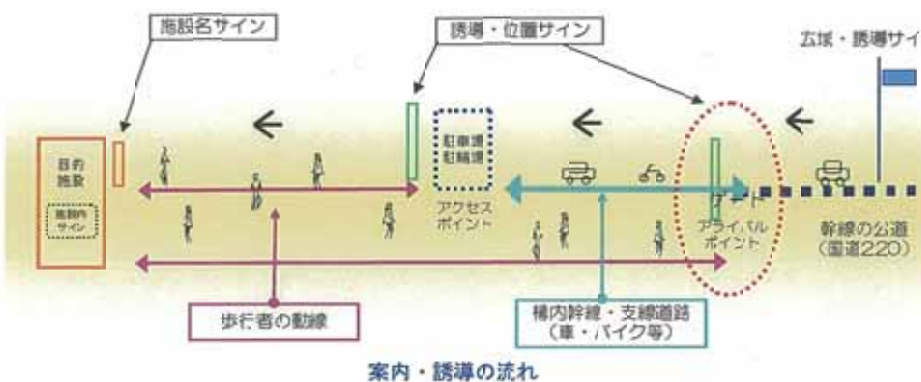 施設名サイン
誘導・位置サイン
広域・誘導サイ
目的
施設
施設内
サイン
駐車場
駐輪場
アクセス
ポイント
ゲート
アライバル
ポイント
幹線の公道
(国道220)
歩行者の動線
構内幹線・支線道路
(車・バイク等)
案内・誘導の流れ